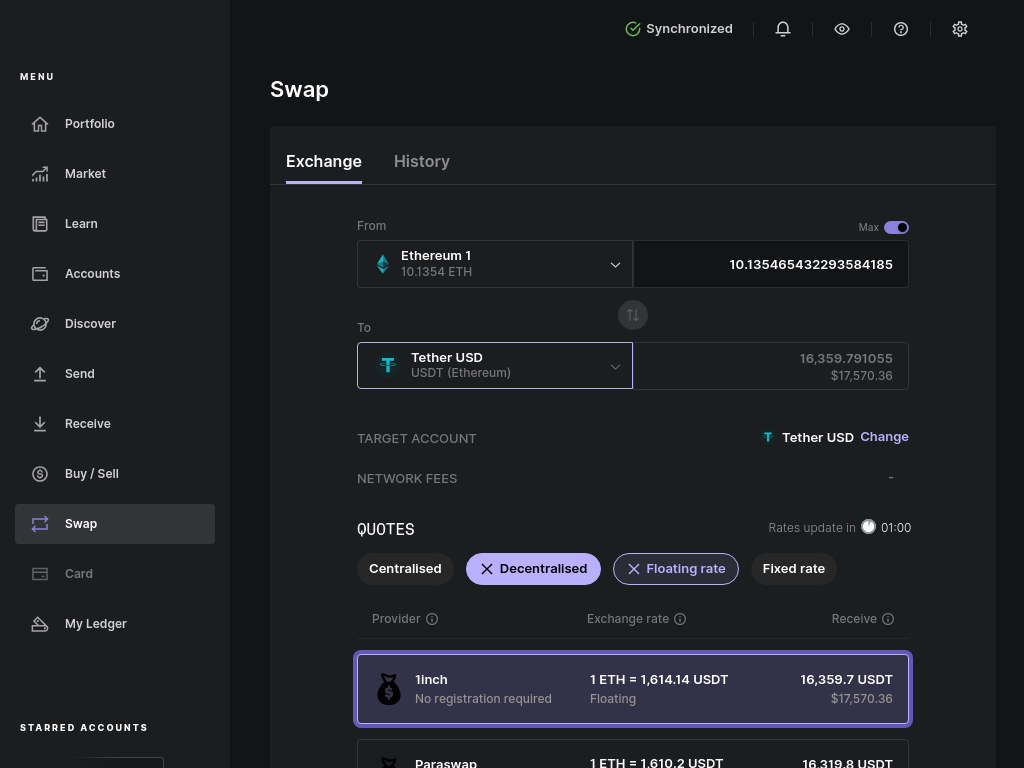 Synchronized
MENU
Portfolio
Market
Learn
Accounts
Discover
Send
Receive
Buy / Sell
Swap
Card
My Ledger
STARRED ACCOUNTS
Swap
Exchange
History
From
Max
Ethereum 1
10.1354 ETH
10.135465432293584185
To
Tether USD
USDT (Ethereum)
16,359.791055
$17,570.36
TARGET ACCOUNT
Tether USD Change
NETWORK FEES
-
QUOTES
Rates update in 01:00
Centralised
Decentralised
Floating rate
Fixed rate
Provider
Exchange rate
Receive
1inch
No registration required
1 ETH = 1,614.14 USDT
Floating
16,359.7 USDT
$17,570.36
Paraswap
1 ETH = 1,610.2 USDT
16,319.8 USDT